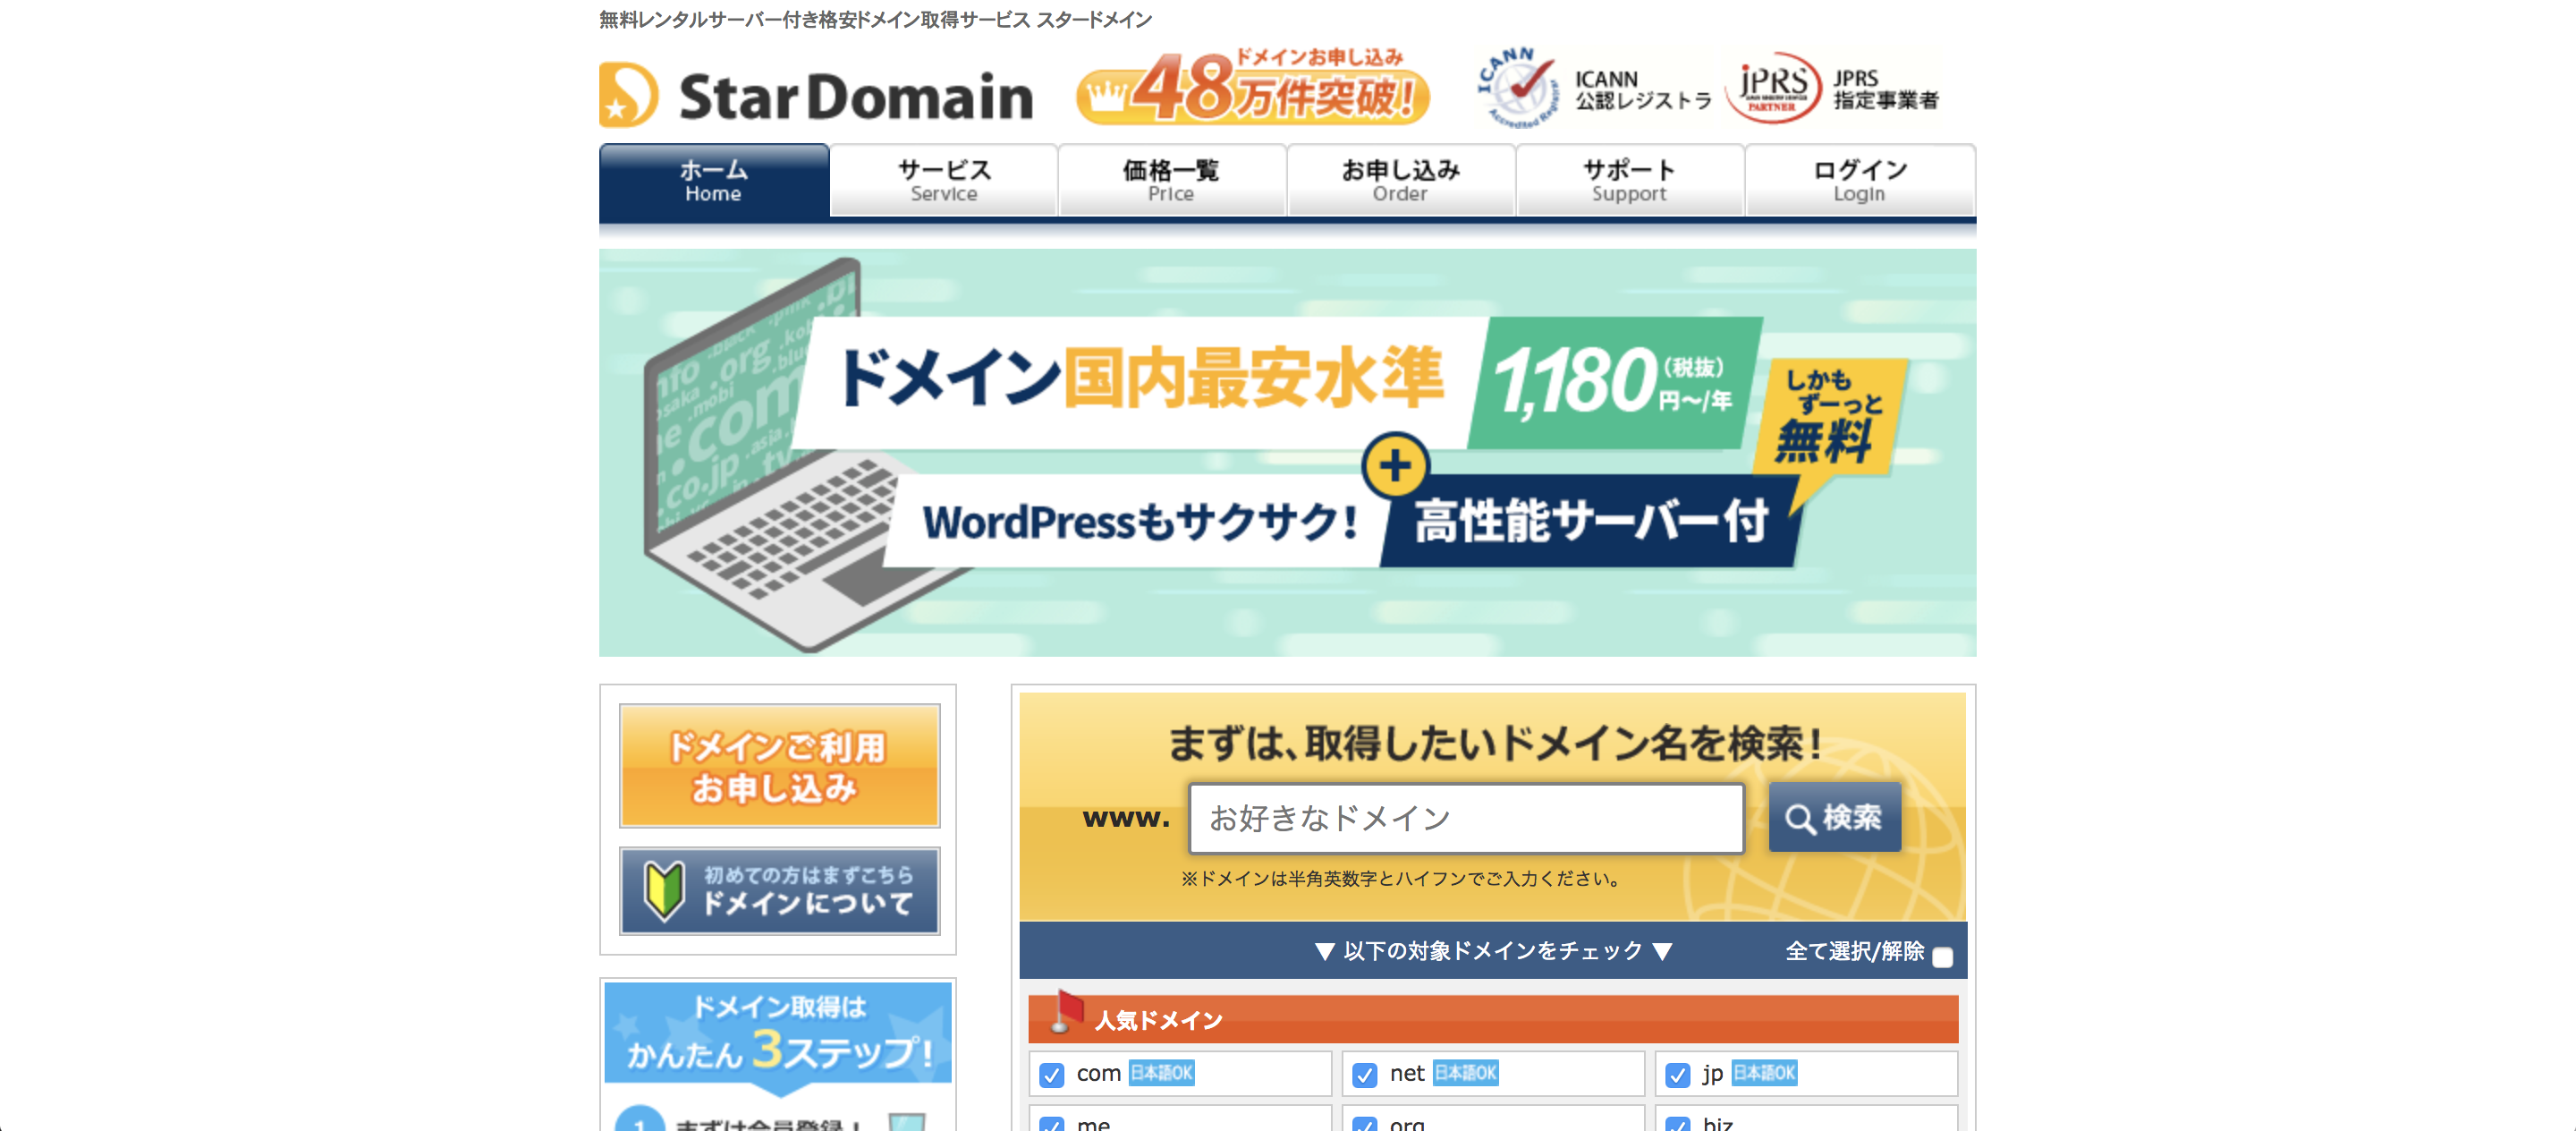 無料レンタルサーバー付き格安ドメイン取得サービス スタードメイン
StarDomain
ドメインお申し込み
48万件突破!
ICANN
Accredited Registrar
ICANN
公認レジストラ
JPRS
PARTNER
JPRS
指定事業者
ホーム
Home
サービス
Service
価格一覧
Price
お申し込み
Order
サポート
Support
ログイン
Login
.org
.mobi
.com
.asia
.co.jp
.tv
ドメイン国内最安水準
1,180(税抜)円〜/年
しかも
ずーっと
無料
+
WordPressもサクサク!
高性能サーバー付
ドメインご利用
お申し込み
初めての方はまずこちら
ドメインについて
ドメイン取得は
かんたん3ステップ!
1 まずは会員登録!
まずは、取得したいドメイン名を検索!
www.
お好きなドメイン
検索
※ドメインは半角英数字とハイフンでご入力ください。
▼ 以下の対象ドメインをチェック ▼
全て選択/解除
人気ドメイン
com 日本語OK
net 日本語OK
jp 日本語OK
me
org
biz